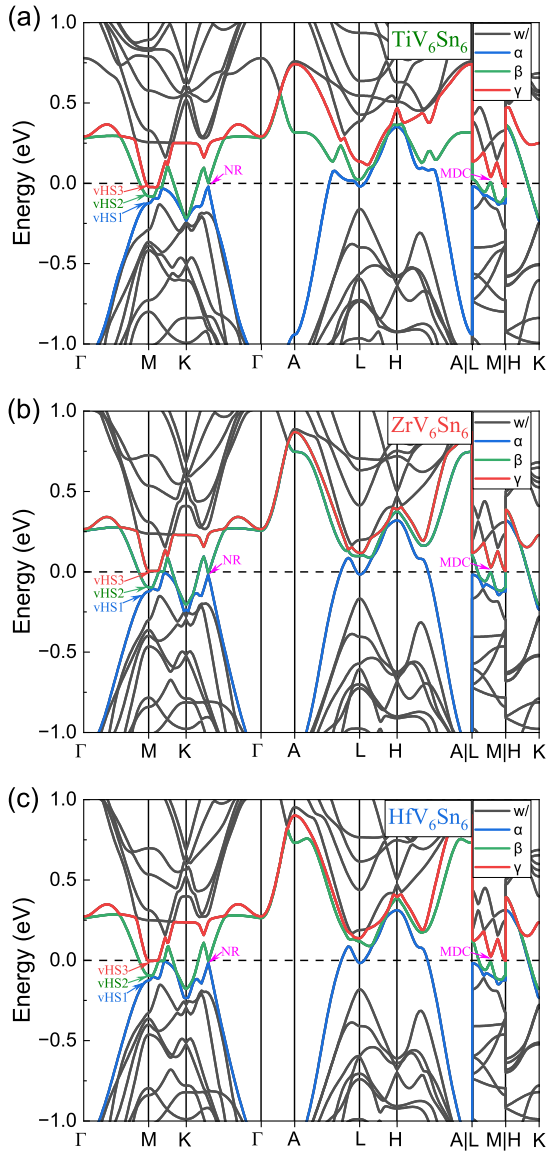 (a)
TiV₆Sn₆
w/
α
β
γ
1.0
0.5
0.0
−0.5
−1.0
Energy (eV)
vHS3
vHS2
vHS1
NR
MDC
Γ M K Γ A L H A|L M|H K
(b)
ZrV₆Sn₆
w/
α
β
γ
1.0
0.5
0.0
−0.5
−1.0
Energy (eV)
vHS3
vHS2
vHS1
NR
MDC
Γ M K Γ A L H A|L M|H K
(c)
HfV₆Sn₆
w/
α
β
γ
1.0
0.5
0.0
−0.5
−1.0
Energy (eV)
vHS3
vHS2
vHS1
NR
MDC
Γ M K Γ A L H A|L M|H K